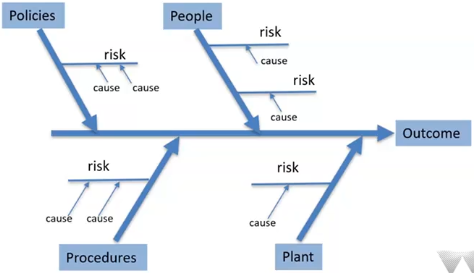 Policies
People
risk
risk
cause
cause
cause
risk
cause
Outcome
risk
risk
cause
cause
cause
Procedures
Plant